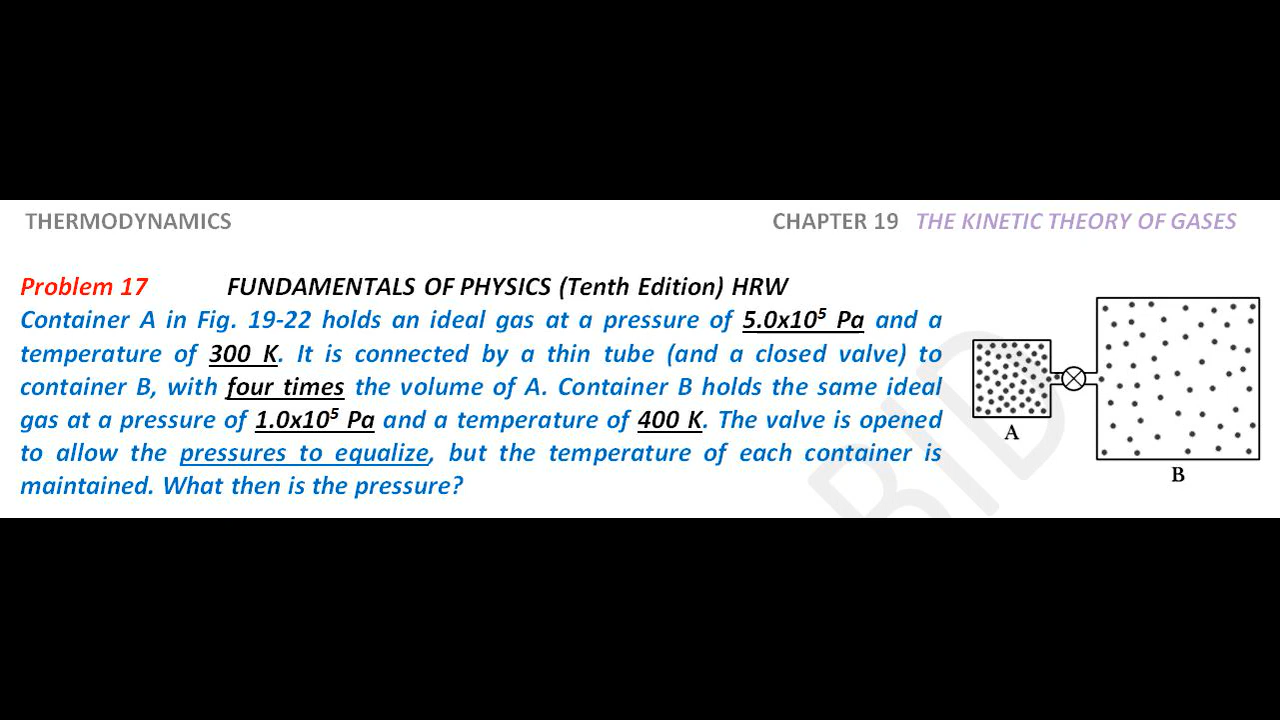 THERMODYNAMICS CHAPTER 19 THE KINETIC THEORY OF GASES
Problem 17 FUNDAMENTALS OF PHYSICS (Tenth Edition) HRW
Container A in Fig. 19-22 holds an ideal gas at a pressure of 5.0x10⁵ Pa and a
temperature of 300 K. It is connected by a thin tube (and a closed valve) to
container B, with four times the volume of A. Container B holds the same ideal
gas at a pressure of 1.0x10⁵ Pa and a temperature of 400 K. The valve is opened
to allow the pressures to equalize, but the temperature of each container is
maintained. What then is the pressure?
A
B